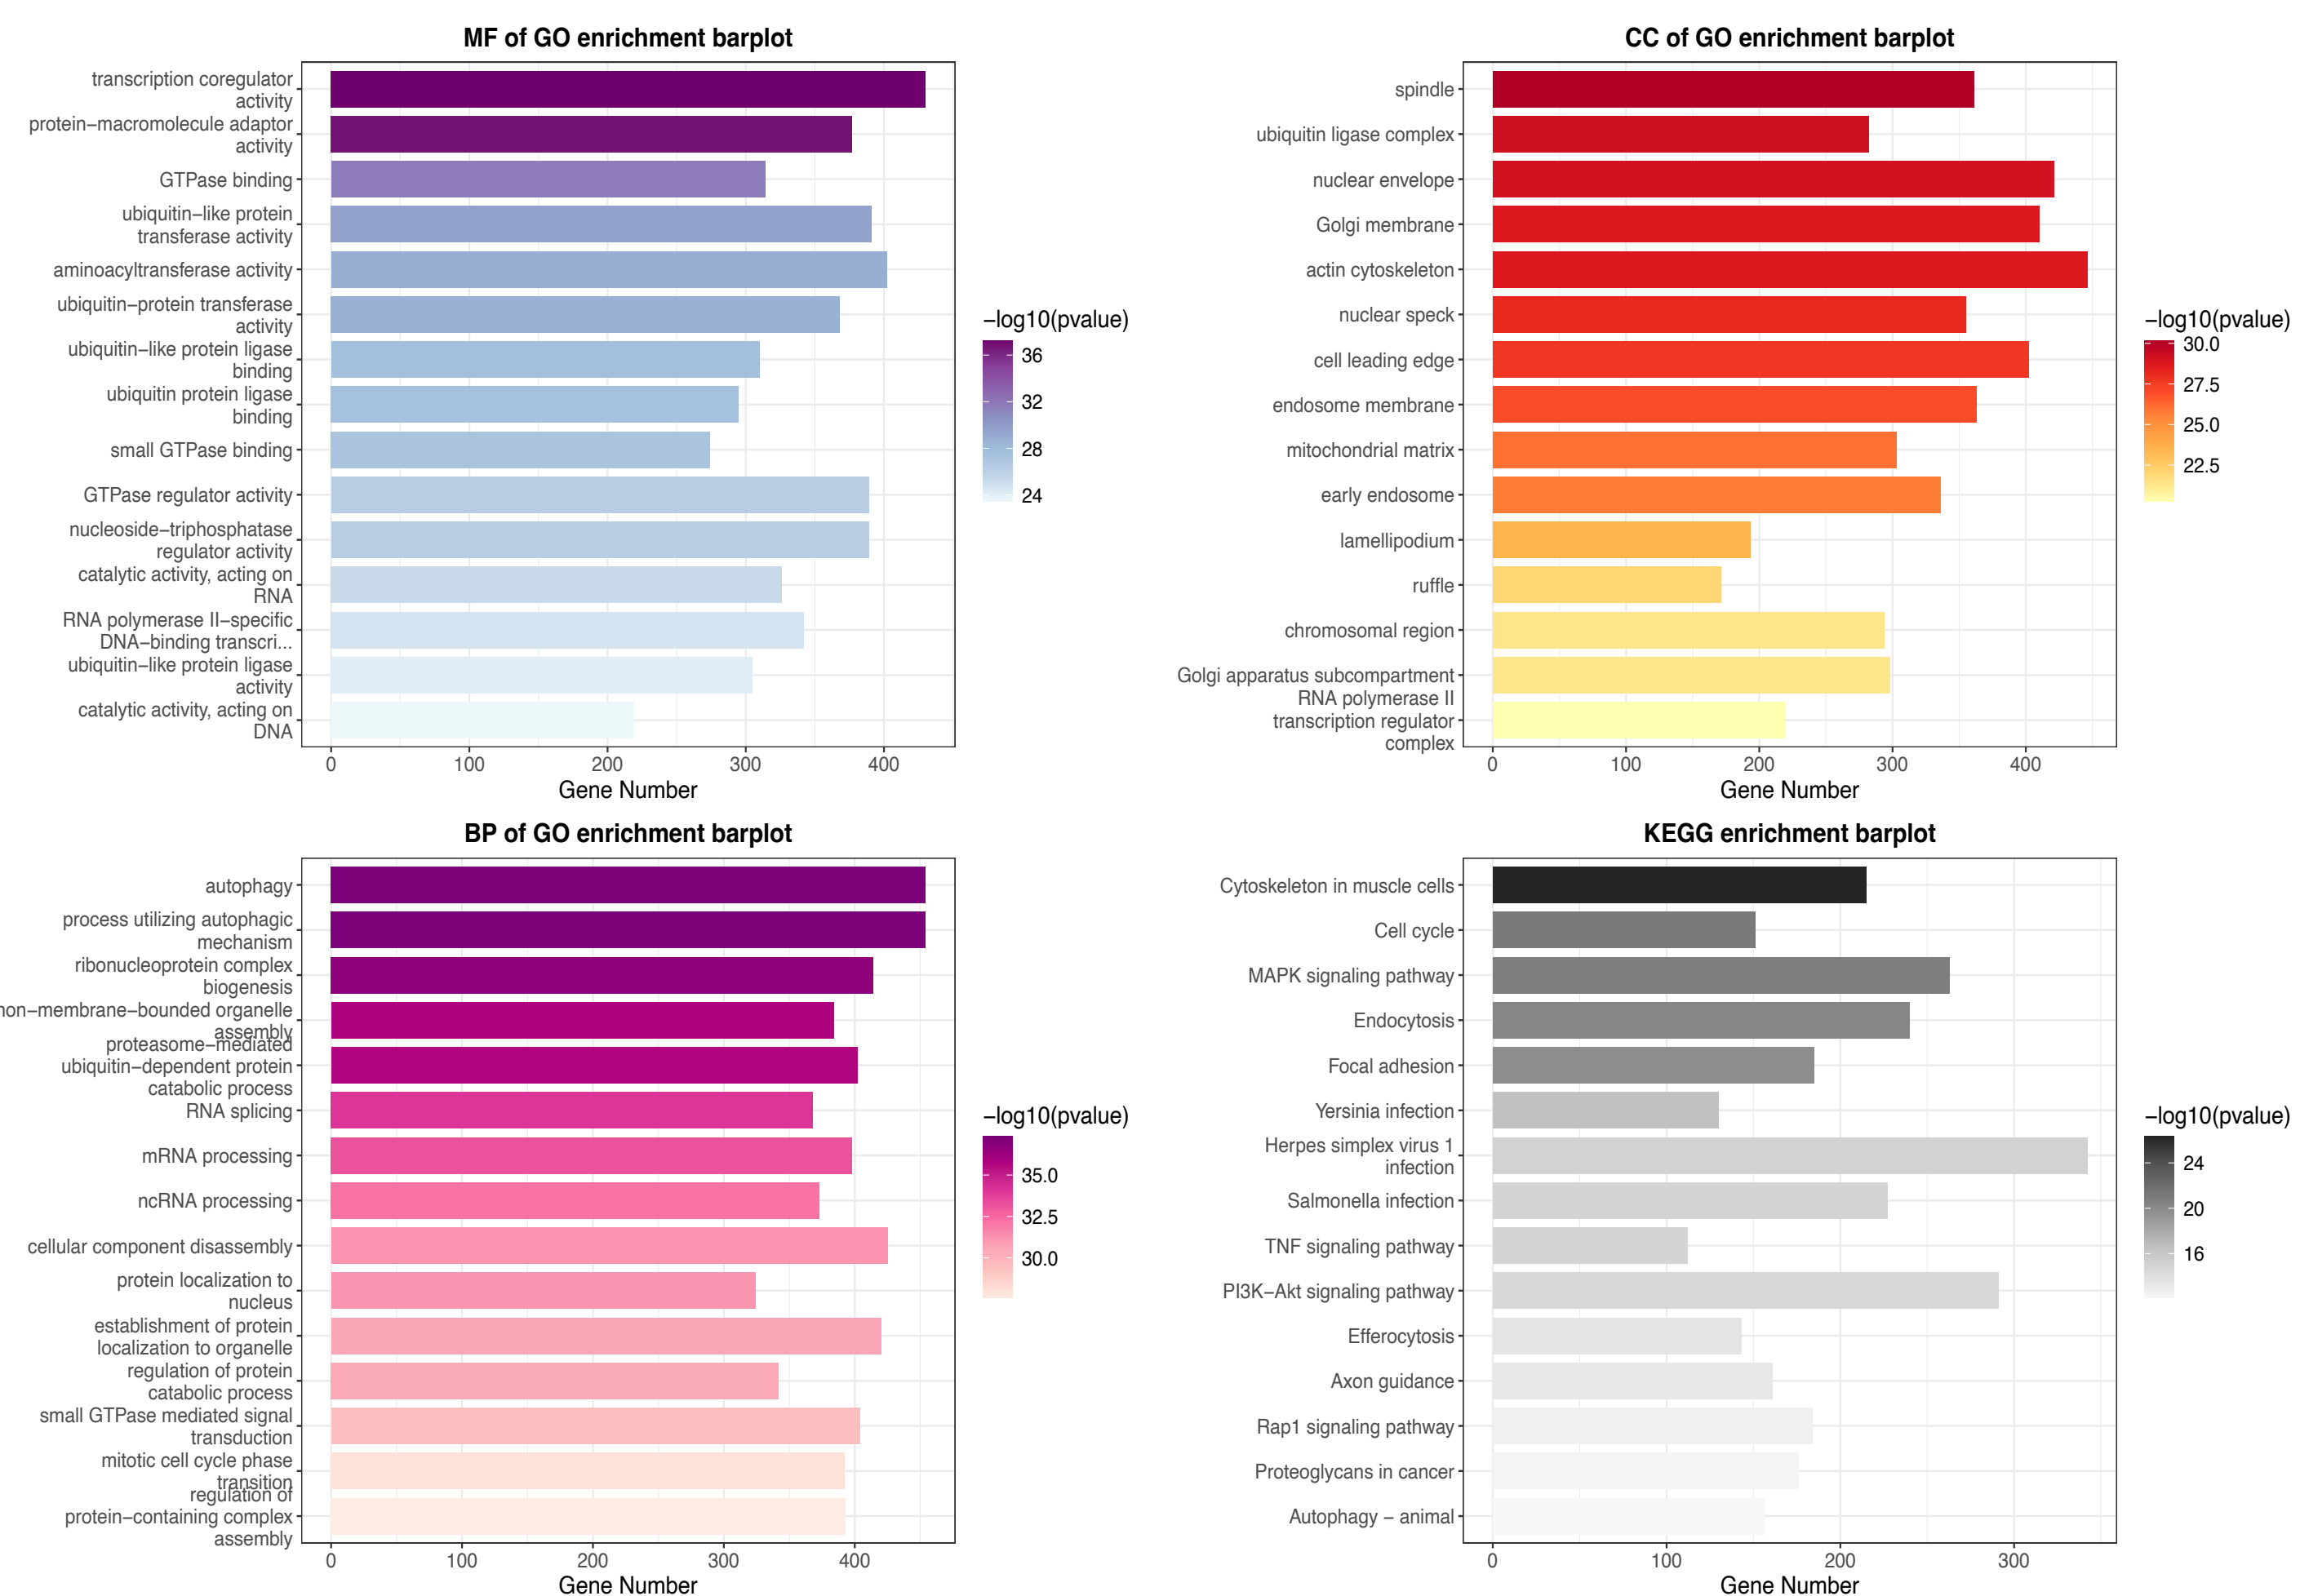 MF of GO enrichment barplot
transcription coregulator
activity
protein−macromolecule adaptor
activity
GTPase binding
ubiquitin−like protein
transferase activity
aminoacyltransferase activity
ubiquitin−protein transferase
activity
ubiquitin−like protein ligase
binding
ubiquitin protein ligase
binding
small GTPase binding
GTPase regulator activity
nucleoside−triphosphatase
regulator activity
catalytic activity, acting on
RNA
RNA polymerase II−specific
DNA−binding transcri...
ubiquitin−like protein ligase
activity
catalytic activity, acting on
DNA
0 100 200 300 400
Gene Number
−log10(pvalue)
36
32
28
24
CC of GO enrichment barplot
spindle
ubiquitin ligase complex
nuclear envelope
Golgi membrane
actin cytoskeleton
nuclear speck
cell leading edge
endosome membrane
mitochondrial matrix
early endosome
lamellipodium
ruffle
chromosomal region
Golgi apparatus subcompartment
RNA polymerase II
transcription regulator
complex
0 100 200 300 400
Gene Number
−log10(pvalue)
30.0
27.5
25.0
22.5
BP of GO enrichment barplot
autophagy
process utilizing autophagic
mechanism
ribonucleoprotein complex
biogenesis
non−membrane−bounded organelle
assembly
proteasome−mediated
ubiquitin−dependent protein
catabolic process
RNA splicing
mRNA processing
ncRNA processing
cellular component disassembly
protein localization to
nucleus
establishment of protein
localization to organelle
regulation of protein
catabolic process
small GTPase mediated signal
transduction
mitotic cell cycle phase
transition
regulation of
protein−containing complex
assembly
0 100 200 300 400
Gene Number
−log10(pvalue)
35.0
32.5
30.0
KEGG enrichment barplot
Cytoskeleton in muscle cells
Cell cycle
MAPK signaling pathway
Endocytosis
Focal adhesion
Yersinia infection
Herpes simplex virus 1
infection
Salmonella infection
TNF signaling pathway
PI3K−Akt signaling pathway
Efferocytosis
Axon guidance
Rap1 signaling pathway
Proteoglycans in cancer
Autophagy − animal
0 100 200 300
Gene Number
−log10(pvalue)
24
20
16